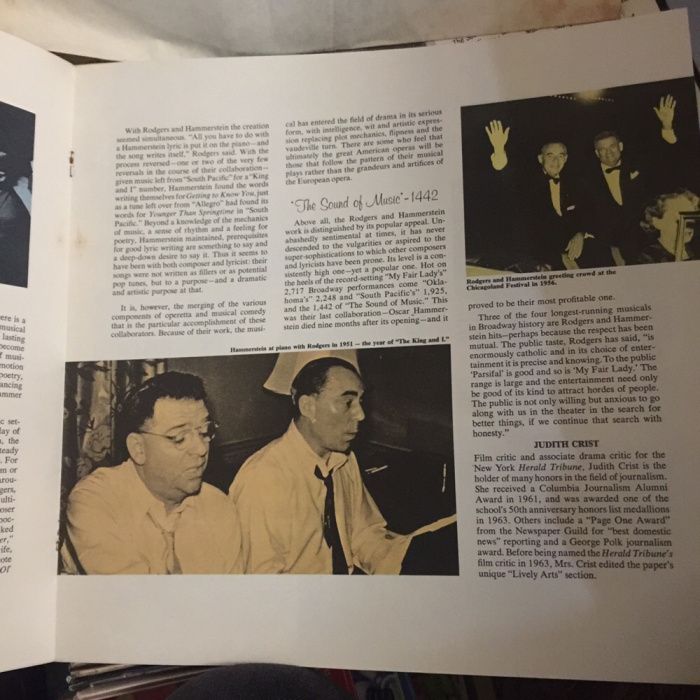 With Rodgers and Hammerstein the creation
seemed simultaneous. "All you have to do with
a Hammerstein lyric is put it on the piano—and
the song writes itself," Rodgers said. With the
process reversed—one or two of the very few
reversals in the course of their collaboration—
given music left from "South Pacific" for a "King
and I" number, Hammerstein found the words
writing themselves for Getting to Know You, just
as a tune left over from "Allegro" had found its
words for Younger Than Springtime in "South
Pacific." Beyond a knowledge of the mechanics
of music, a sense of rhythm and a feeling for
poetry, Hammerstein maintained, prerequisites
for good lyric writing are something to say and
a deep-down desire to say it. Thus it seems to
have been with both composer and lyricist: their
songs were not written as fillers or as potential
pop tunes, but to a purpose—and a dramatic
and artistic purpose at that.
It is, however, the merging of the various
components of operetta and musical comedy
that is the particular accomplishment of these
collaborators. Because of their work, the musi-
cal has entered the field of drama in its serious
form, with intelligence, wit and artistic expres-
sion replacing plot mechanics, flipness and the
vaudeville turn. There are some who feel that
ultimately the great American operas will be
those that follow the pattern of their musical
plays rather than the grandeurs and artifices of
the European opera.
"The Sound of Music"-1442
Above all, the Rodgers and Hammerstein
work is distinguished by its popular appeal. Un-
abashedly sentimental at times, it has never
descended to the vulgarities or aspired to the
super-sophistications to which other composers
and lyricists have been prone. Its level is a con-
sistently high one—yet a popular one. Hot on
the heels of the record-setting "My Fair Lady's"
2,717 Broadway performances come "Okla-
homa's" 2,248 and "South Pacific's" 1,925,
and the 1,442 of "The Sound of Music." This
was their last collaboration—Oscar Hammer-
stein died nine months after its opening—and it
Hammerstein at piano with Rodgers in 1951 — the year of "The King and I."
Rodgers and Hammerstein greeting crowd at the
Chicagoland Festival in 1956.
proved to be their most profitable one.
Three of the four longest-running musicals
in Broadway history are Rodgers and Hammer-
stein hits—perhaps because the respect has been
mutual. The public taste, Rodgers has said, "is
enormously catholic and in its choice of enter-
tainment it is precise and knowing. To the public
'Parsifal' is good and so is 'My Fair Lady.' The
range is large and the entertainment need only
be good of its kind to attract hordes of people.
The public is not only willing but anxious to go
along with us in the theater in the search for
better things, if we continue that search with
honesty."
JUDITH CRIST
Film critic and associate drama critic for the
New York Herald Tribune, Judith Crist is the
holder of many honors in the field of journalism.
She received a Columbia Journalism Alumni
Award in 1961, and was awarded one of the
school's 50th anniversary honors list medallions
in 1963. Others include a "Page One Award"
from the Newspaper Guild for "best domestic
news" reporting and a George Polk journalism
award. Before being named the Herald Tribune's
film critic in 1963, Mrs. Crist edited the paper's
unique "Lively Arts" section.